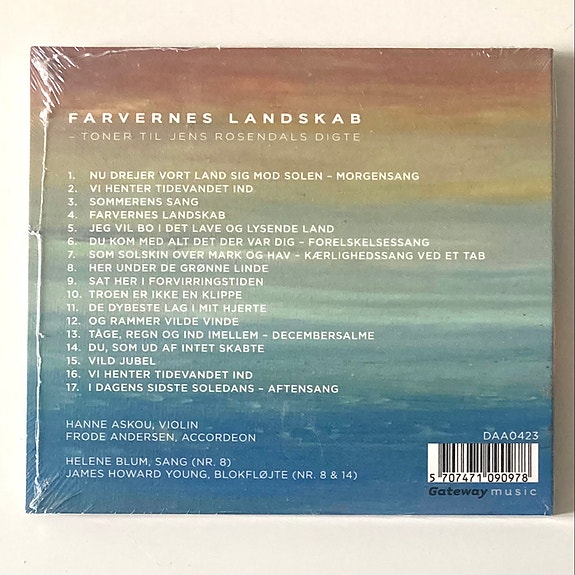 FARVERNES LANDSKAB
– TONER TIL JENS ROSENDALS DIGTE
1. NU DREJER VORT LAND SIG MOD SOLEN – MORGENSANG
2. VI HENTER TIDEVANDET IND
3. SOMMERENS SANG
4. FARVERNES LANDSKAB
5. JEG VIL BO I DET LAVE OG LYSENDE LAND
6. DU KOM MED ALT DET DER VAR DIG – FORELSKELSESSANG
7. SOM SOLSKIN OVER MARK OG HAV – KÆRLIGHEDSSANG VED ET TAB
8. HER UNDER DE GRØNNE LINDE
9. SAT HER I FORVIRRINGSTIDEN
10. TROEN ER IKKE EN KLIPPE
11. DE DYBESTE LAG I MIT HJERTE
12. OG RAMMER VILDE VINDE
13. TÅGE, REGN OG IND IMELLEM – DECEMBERSALME
14. DU, SOM UD AF INTET SKABTE
15. VILD JUBEL
16. VI HENTER TIDEVANDET IND
17. I DAGENS SIDSTE SOLEDANS – AFTENSANG
HANNE ASKOU, VIOLIN
FRODE ANDERSEN, ACCORDEON
HELENE BLUM, SANG (NR. 8)
JAMES HOWARD YOUNG, BLOKFLØJTE (NR. 8 & 14)
DAA0423
5 707471 090978
Gateway music